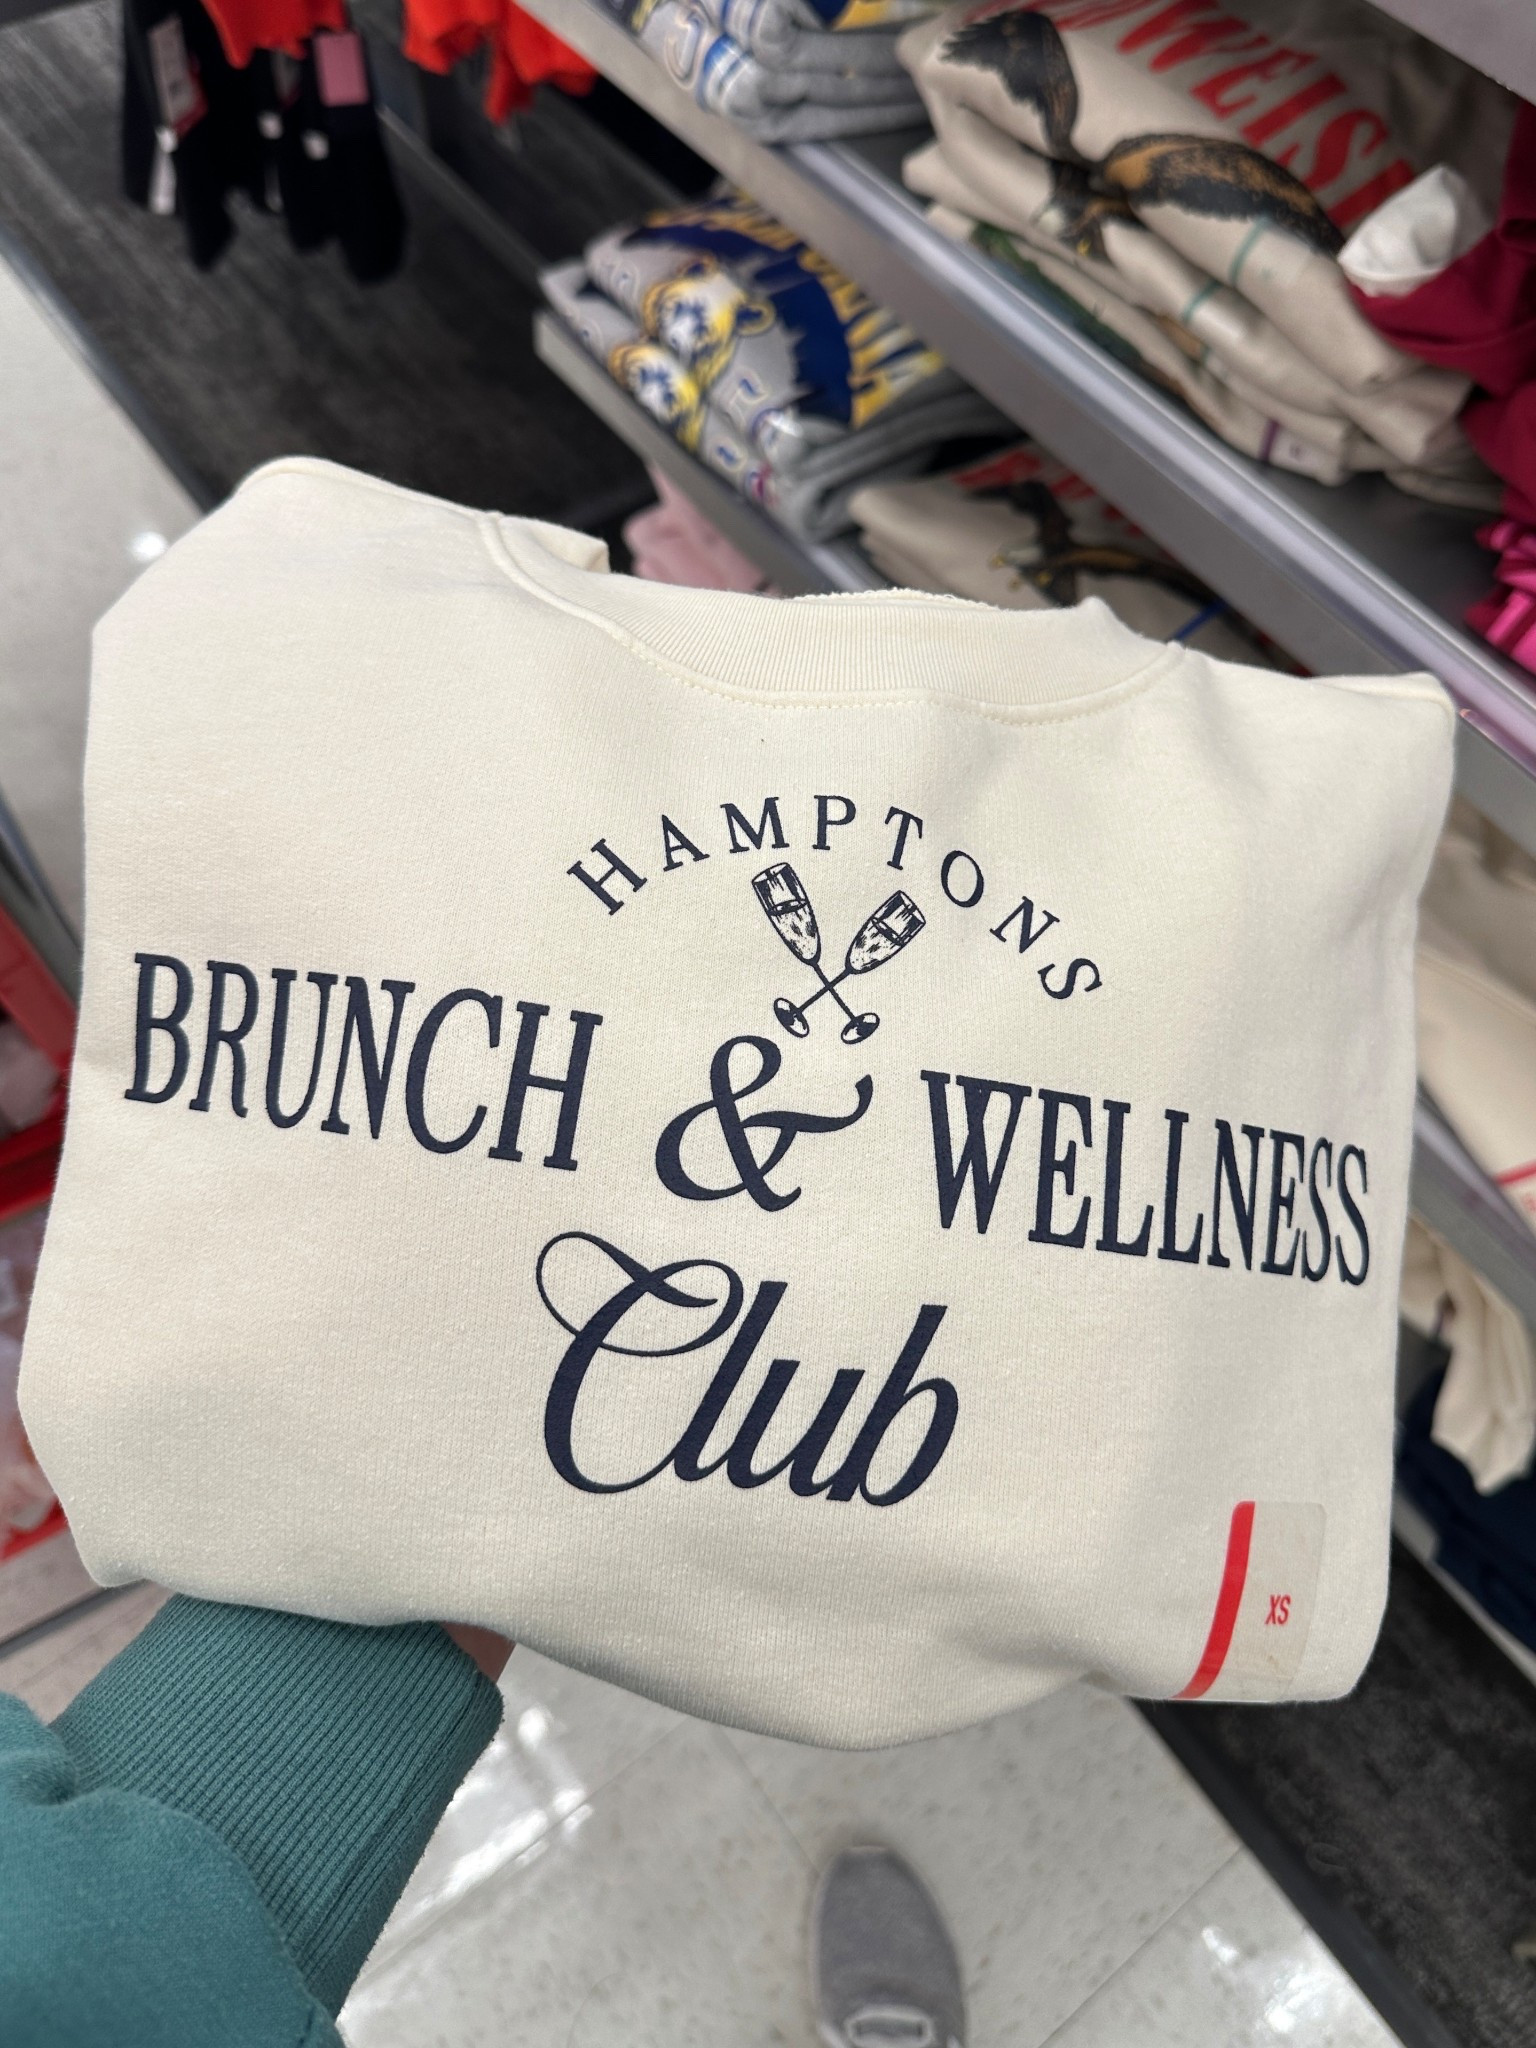 HAMPTONS
BRUNCH & WELLNESS
Club
XS